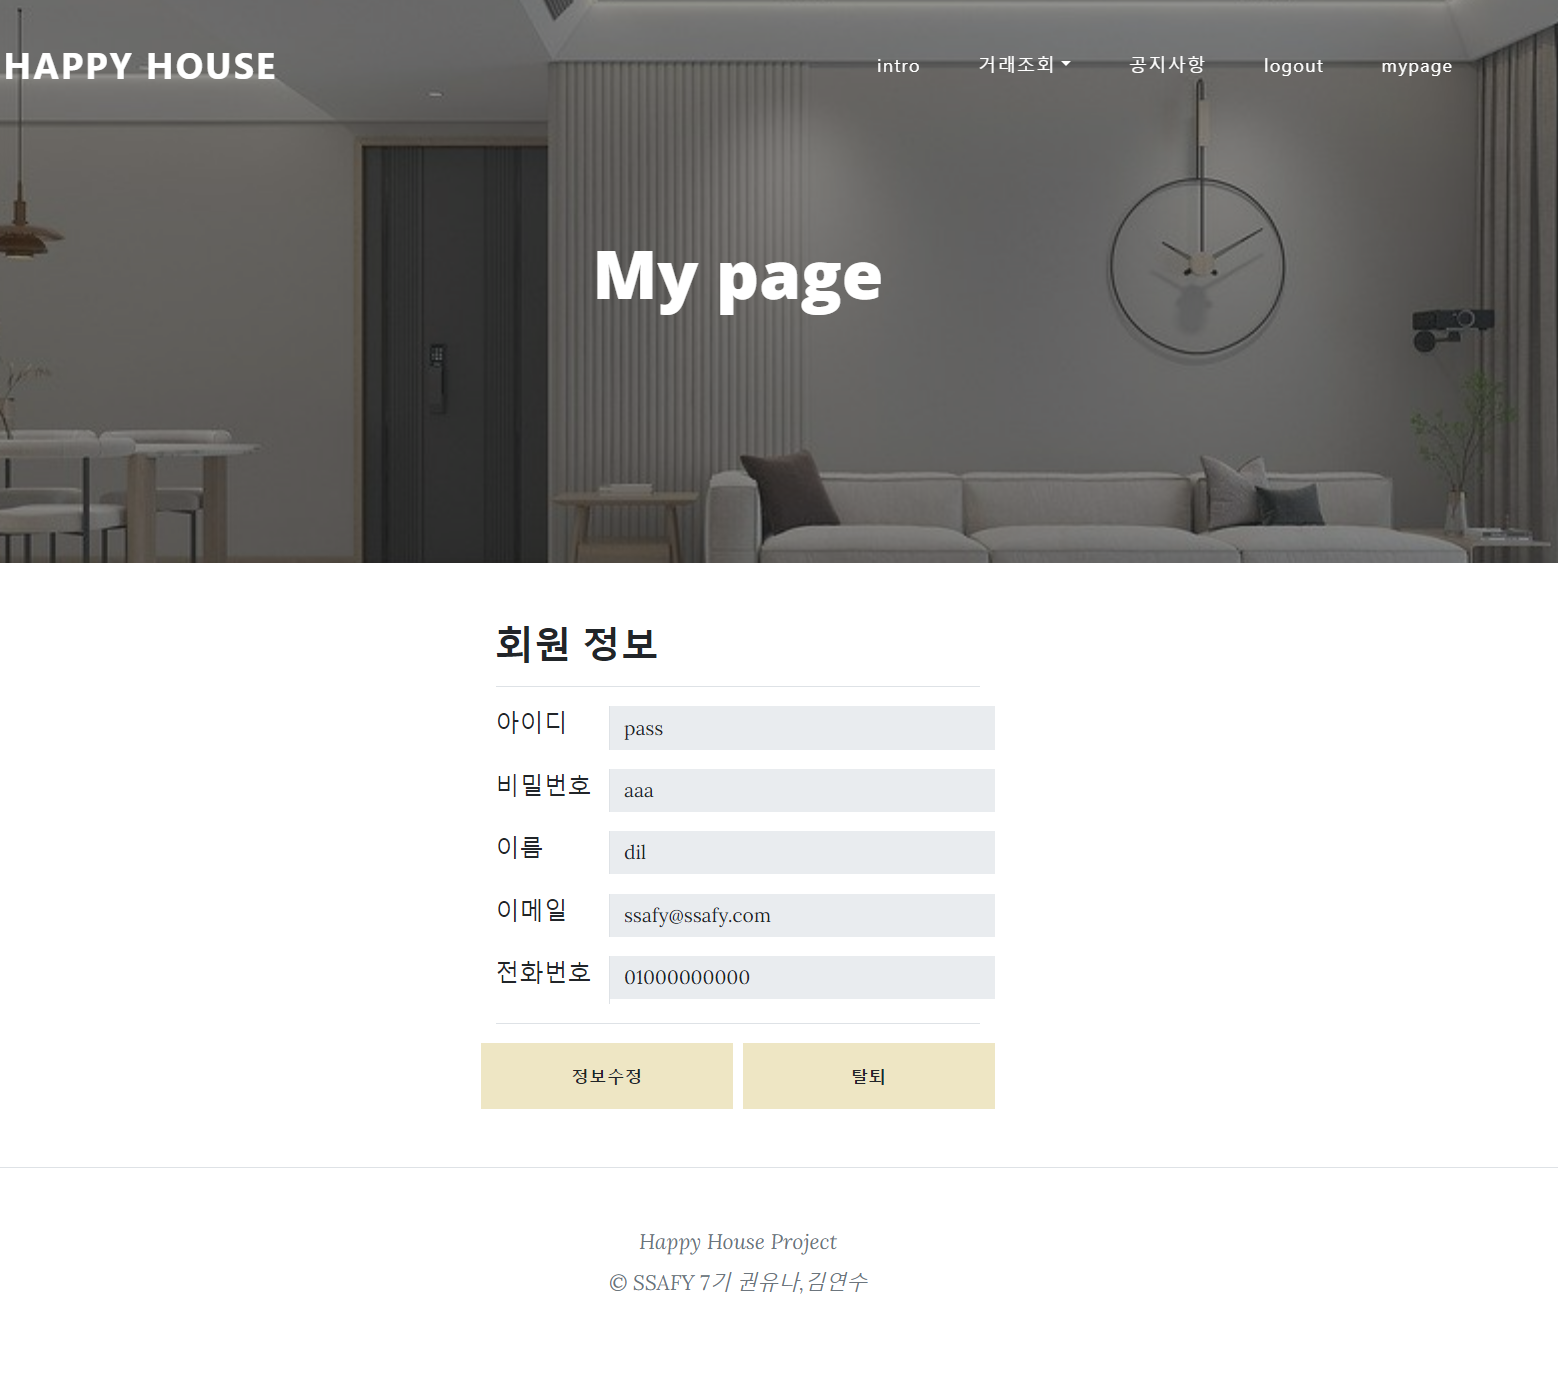 HAPPY HOUSE
intro 거래조회 공지사항 logout mypage
My page
회원 정보
아이디 pass
비밀번호 aaa
이름 dil
이메일 ssafy@ssafy.com
전화번호 01000000000
정보수정 탈퇴
Happy House Project
© SSAFY 7기 권유나,김연수